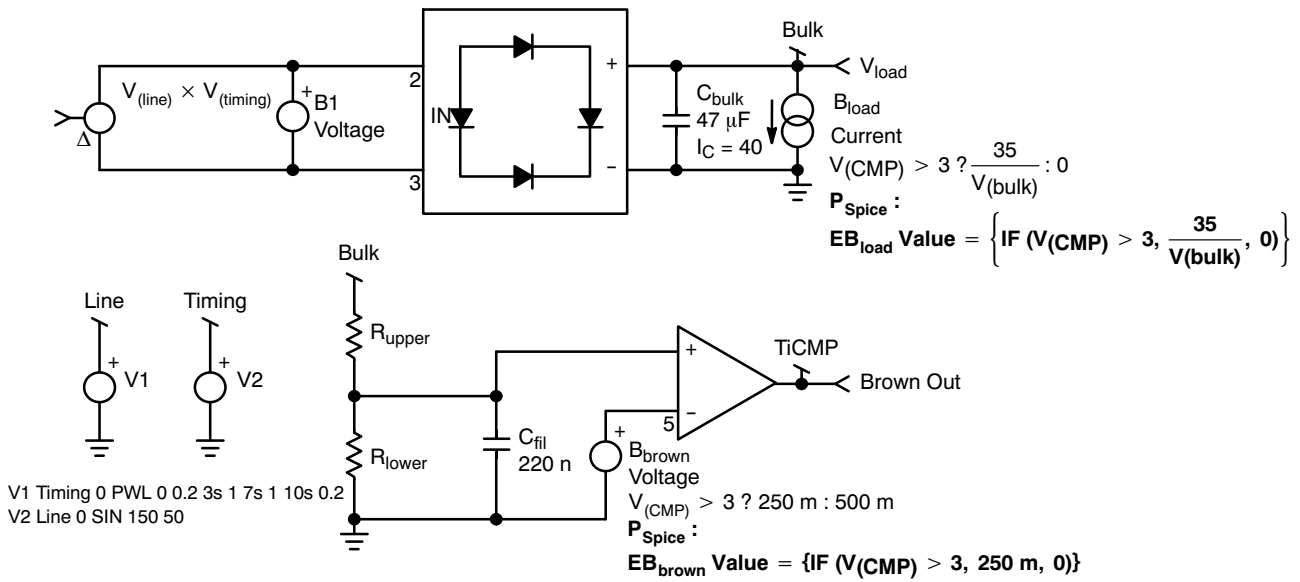 Bulk
2
+
V(line) × V(timing)
+
B1
Voltage
IN
Cbulk
47 μF
IC = 40
Vload
Bload
Current
V(CMP) > 3 ? 35/V(bulk) : 0
PSpice :
EBload Value = {IF (V(CMP) > 3, 35/V(bulk), 0)}
Δ
3
−
Bulk
Line
Timing
Rupper
+
V1
+
V2
+
TiCMP
Brown Out
5
−
Rlower
Cfil
220 n
+
Bbrown
Voltage
V(CMP) > 3 ? 250 m : 500 m
PSpice :
EBbrown Value = {IF (V(CMP) > 3, 250 m, 0)}
V1 Timing 0 PWL 0 0.2 3s 1 7s 1 10s 0.2
V2 Line 0 SIN 150 50